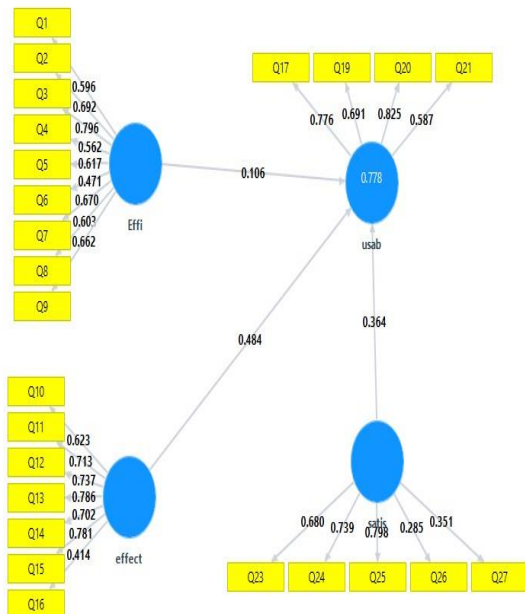 Q1
Q2
Q3
Q4
Q5
Q6
Q7
Q8
Q9
0.596
0.692
0.796
0.562
0.617
0.471
0.670
0.603
0.662
Effi
0.106
Q17
Q19
Q20
Q21
0.776
0.691
0.825
0.587
0.778
usab
0.484
0.364
Q10
Q11
Q12
Q13
Q14
Q15
Q16
0.623
0.713
0.737
0.786
0.702
0.781
0.414
effect
satis
0.680
0.739
0.798
0.285
0.351
Q23
Q24
Q25
Q26
Q27